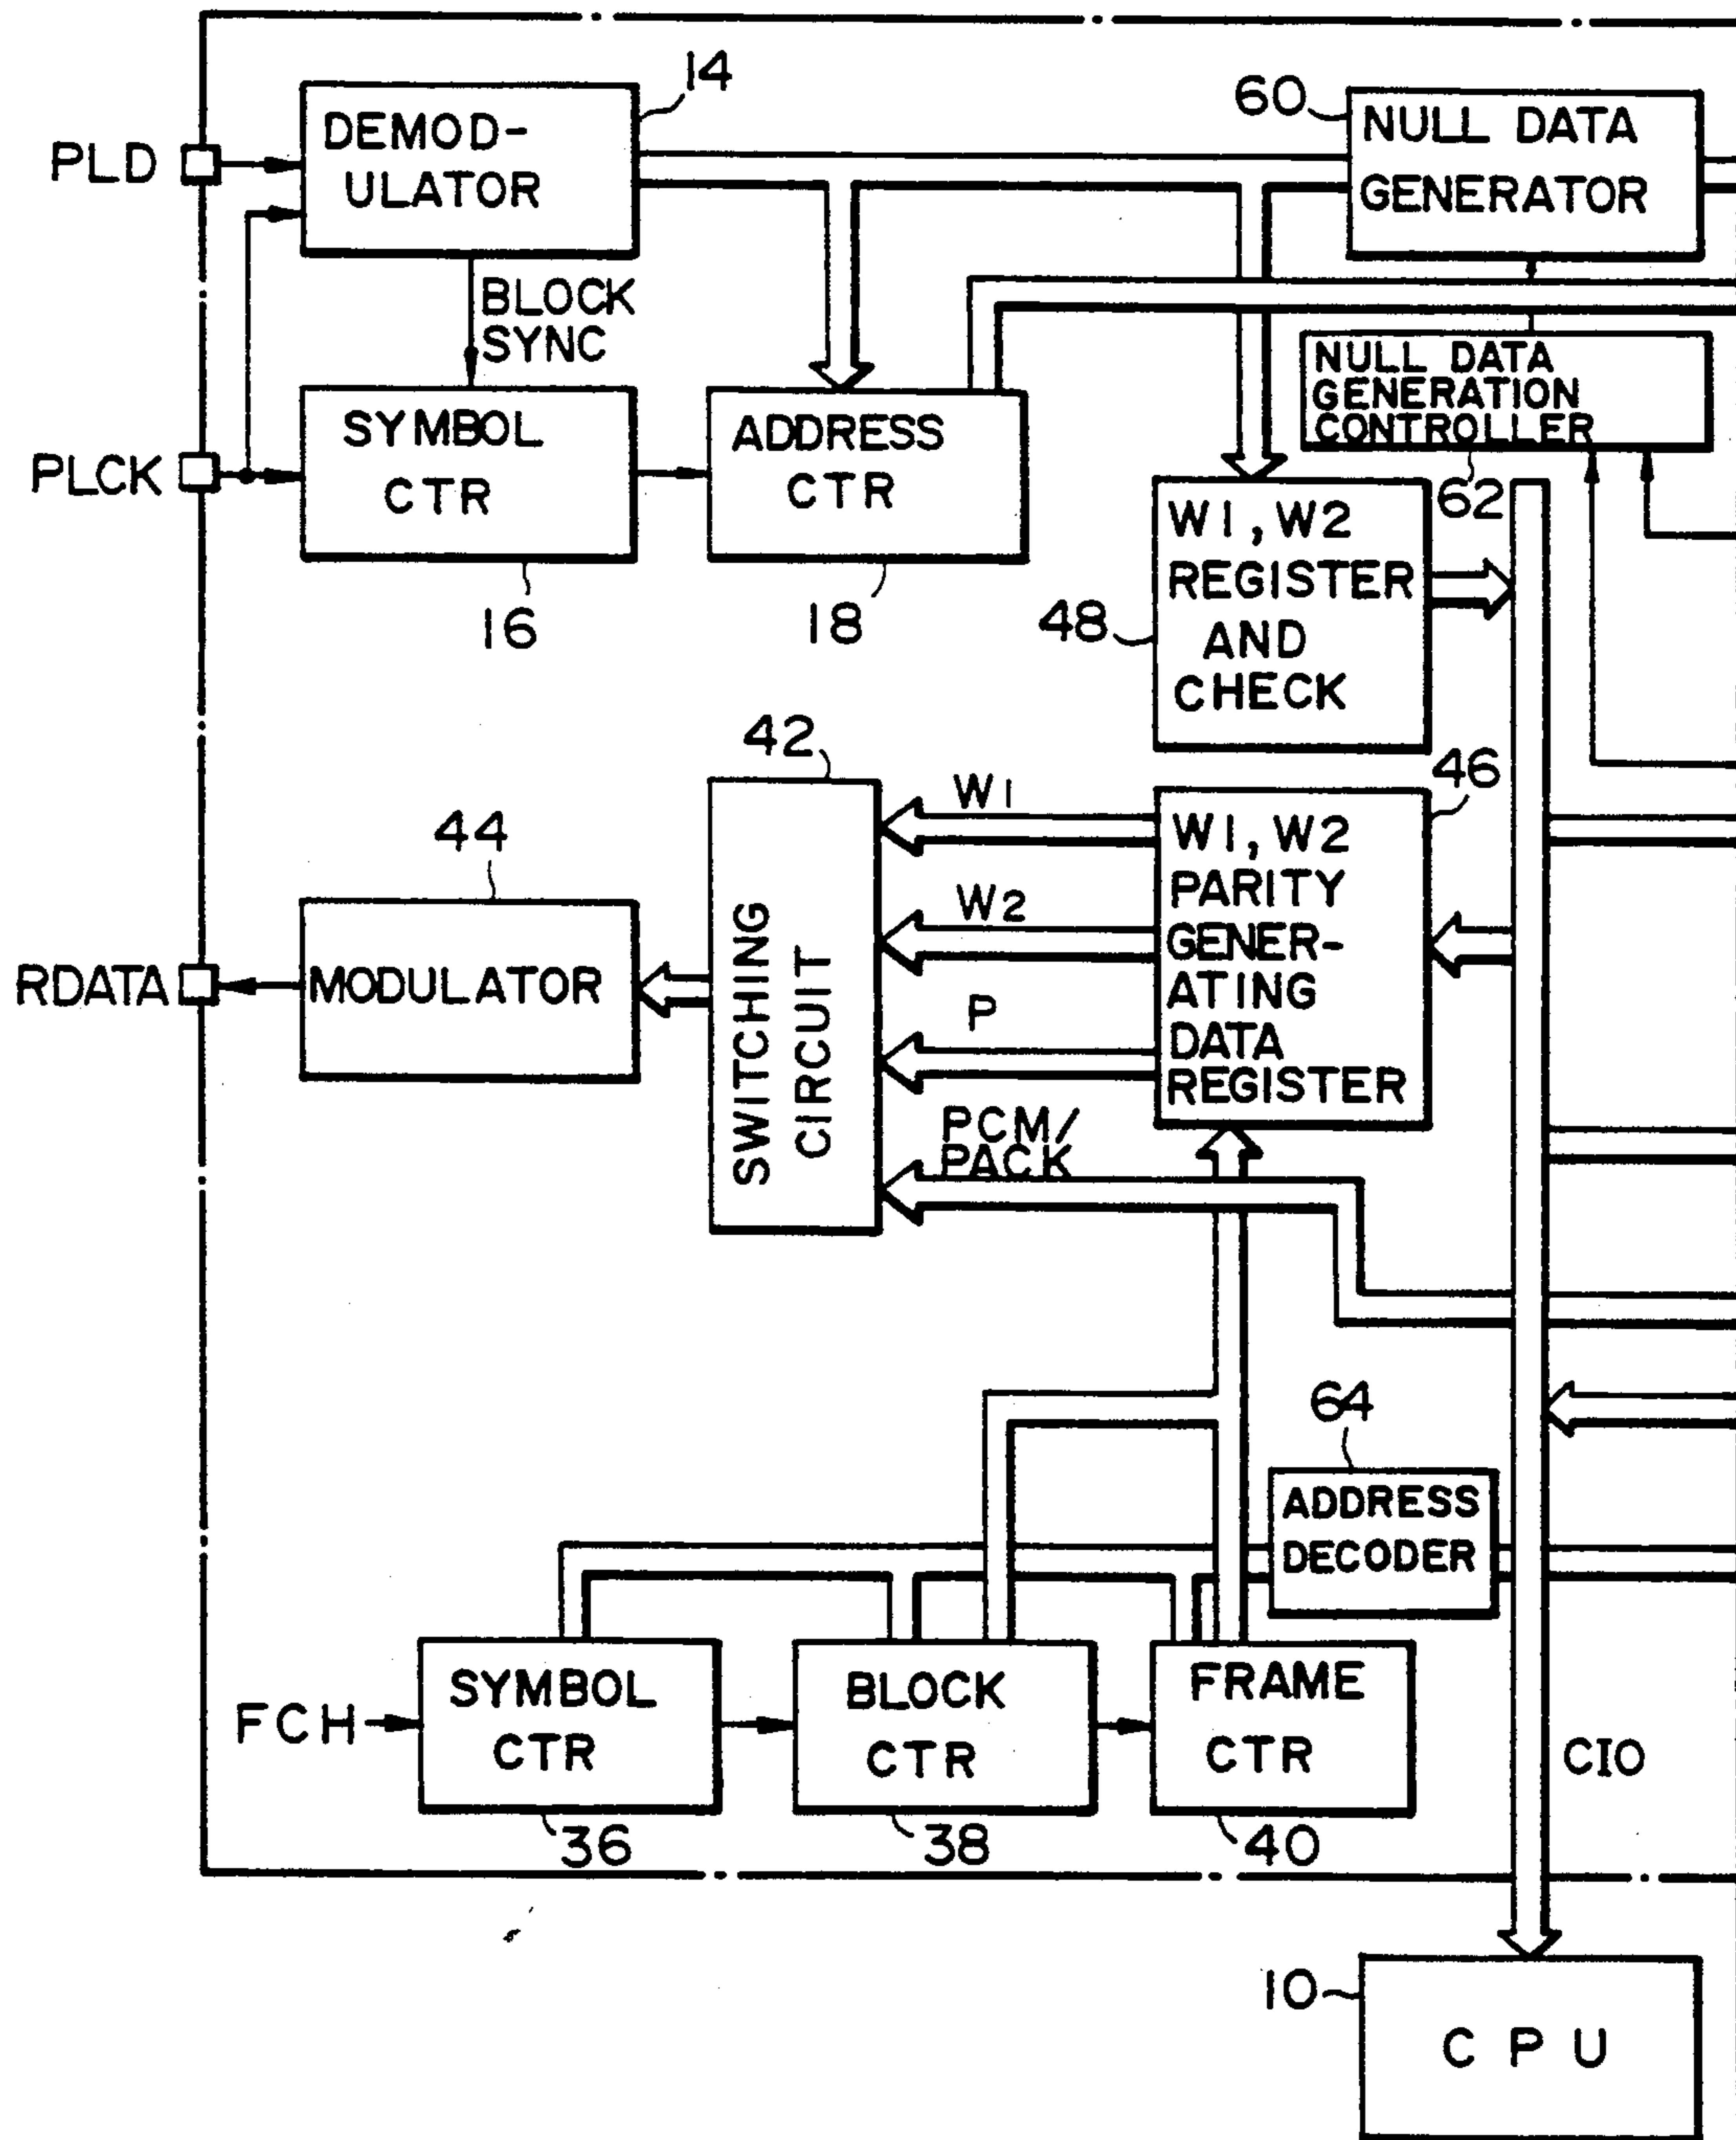 14
60
PLD
DEMOD-
ULATOR
NULL DATA
GENERATOR
BLOCK
SYNC
NULL DATA
GENERATION
CONTROLLER
62
PLCK
SYMBOL
CTR
16
ADDRESS
CTR
18
W1, W2
REGISTER
AND
CHECK
48
42
46
44
W1
W2
P
PCM/
PACK
W1, W2
PARITY
GENER-
ATING
DATA
REGISTER
RDATA
MODULATOR
SWITCHING
CIRCUIT
64
ADDRESS
DECODER
FCH
SYMBOL
CTR
36
BLOCK
CTR
38
FRAME
CTR
40
CIO
10
CPU